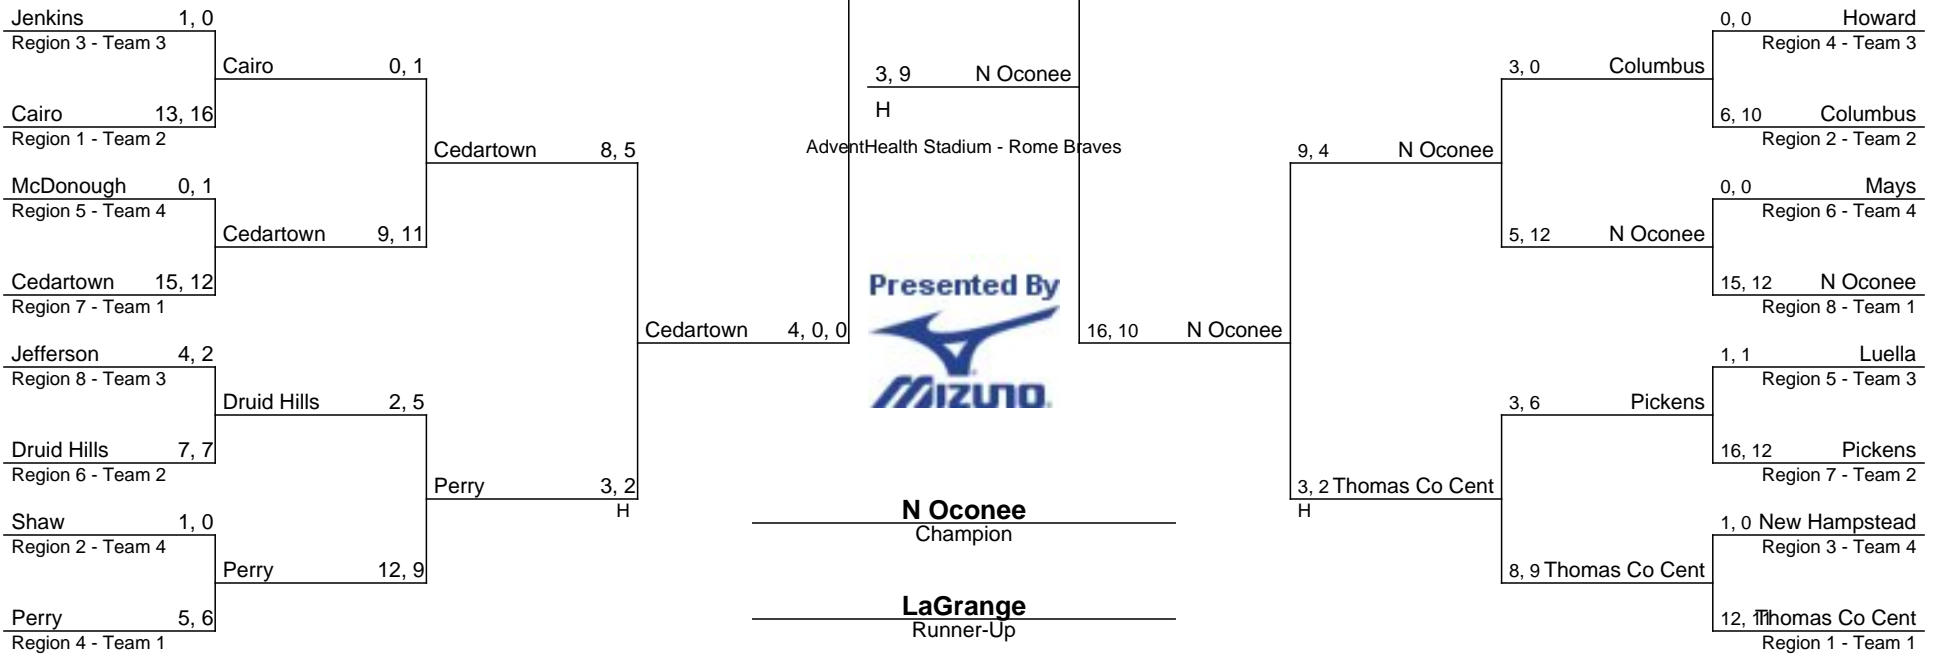 Jenkins 1, 0
Region 3 - Team 3
Cairo 0, 1
Cairo 13, 16
Region 1 - Team 2
Cedartown 8, 5
McDonough 0, 1
Region 5 - Team 4
Cedartown 9, 11
Cedartown 15, 12
Region 7 - Team 1
Cedartown 4, 0, 0
Jefferson 4, 2
Region 8 - Team 3
Druid Hills 2, 5
Druid Hills 7, 7
Region 6 - Team 2
Perry 3, 2
H
Shaw 1, 0
Region 2 - Team 4
Perry 12, 9
Perry 5, 6
Region 4 - Team 1
3, 9 N Oconee
H
AdventHealth Stadium - Rome Braves
Presented By
MIZUNO
N Oconee
Champion
LaGrange
Runner-Up
0, 0 Howard
Region 4 - Team 3
3, 0 Columbus
6, 10 Columbus
Region 2 - Team 2
9, 4 N Oconee
0, 0 Mays
Region 6 - Team 4
5, 12 N Oconee
15, 12 N Oconee
Region 8 - Team 1
16, 10 N Oconee
1, 1 Luella
Region 5 - Team 3
3, 6 Pickens
16, 12 Pickens
Region 7 - Team 2
3, 2 Thomas Co Cent
H
1, 0 New Hampstead
Region 3 - Team 4
8, 9 Thomas Co Cent
12, Thomas Co Cent
Region 1 - Team 1